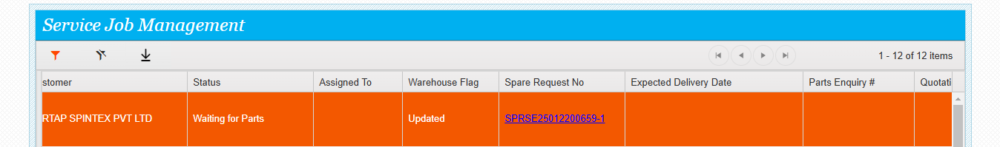 Service Job Management
1 - 12 of 12 items
stomer Status Assigned To Warehouse Flag Spare Request No Expected Delivery Date Parts Enquiry # Quotati
RTAP SPINTEX PVT LTD Waiting for Parts Updated SPRSE25012200659-1